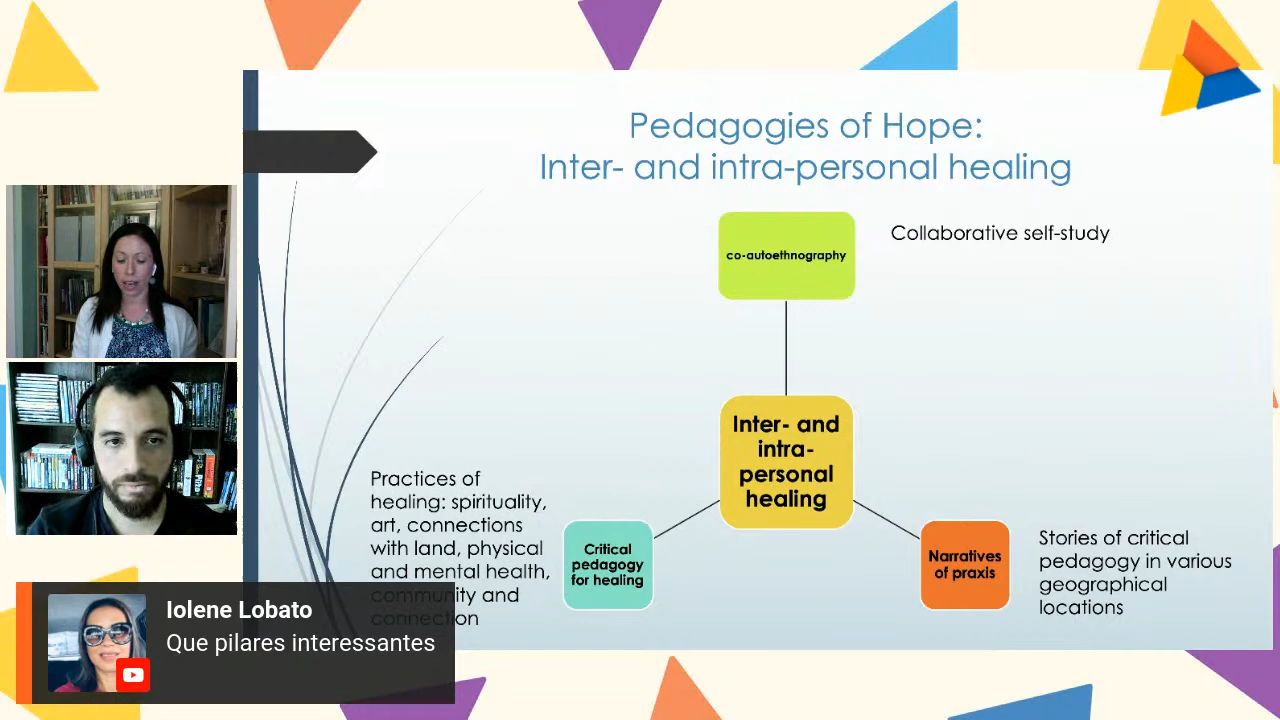 Pedagogies of Hope:
Inter- and intra-personal healing
co-autoethnography
Collaborative self-study
Inter- and
intra-
personal
healing
Practices of
healing: spirituality,
art, connections
with land, physical
and mental health,
community and
connection
Critical
pedagogy
for healing
Narratives
of praxis
Stories of critical
pedagogy in various
geographical
locations
Iolene Lobato
Que pilares interessantes